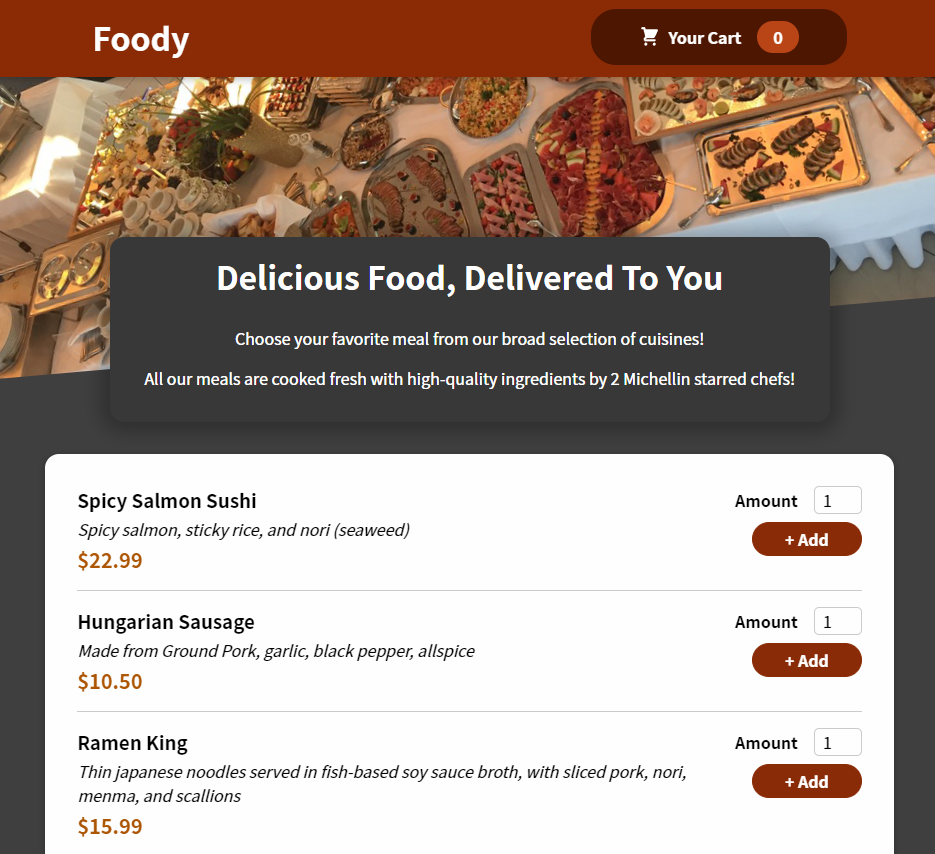 Foody
Your Cart 0
Delicious Food, Delivered To You
Choose your favorite meal from our broad selection of cuisines!
All our meals are cooked fresh with high-quality ingredients by 2 Michellin starred chefs!
Spicy Salmon Sushi
Spicy salmon, sticky rice, and nori (seaweed)
$22.99
Amount 1
+ Add
Hungarian Sausage
Made from Ground Pork, garlic, black pepper, allspice
$10.50
Amount 1
+ Add
Ramen King
Thin japanese noodles served in fish-based soy sauce broth, with sliced pork, nori,
menma, and scallions
$15.99
Amount 1
+ Add